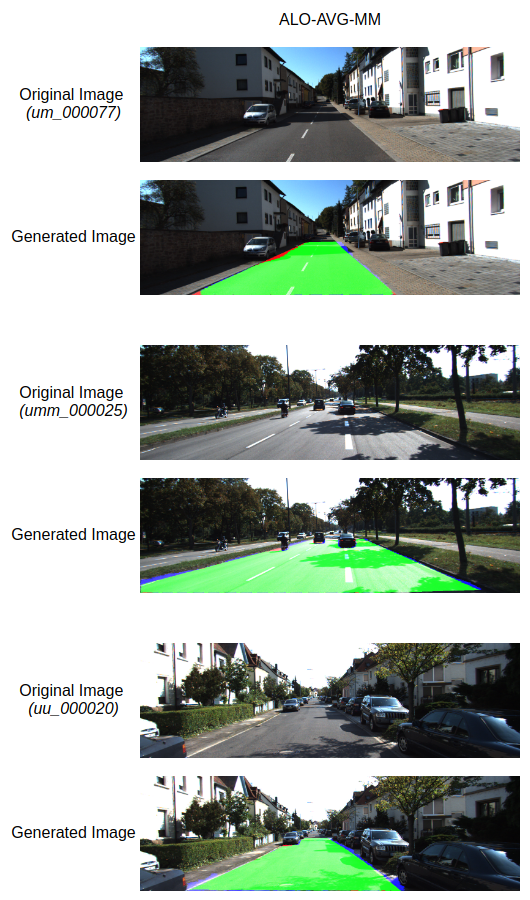 ALO-AVG-MM
Original Image
(um_000077)
Generated Image
Original Image
(umm_000025)
Generated Image
Original Image
(uu_000020)
Generated Image